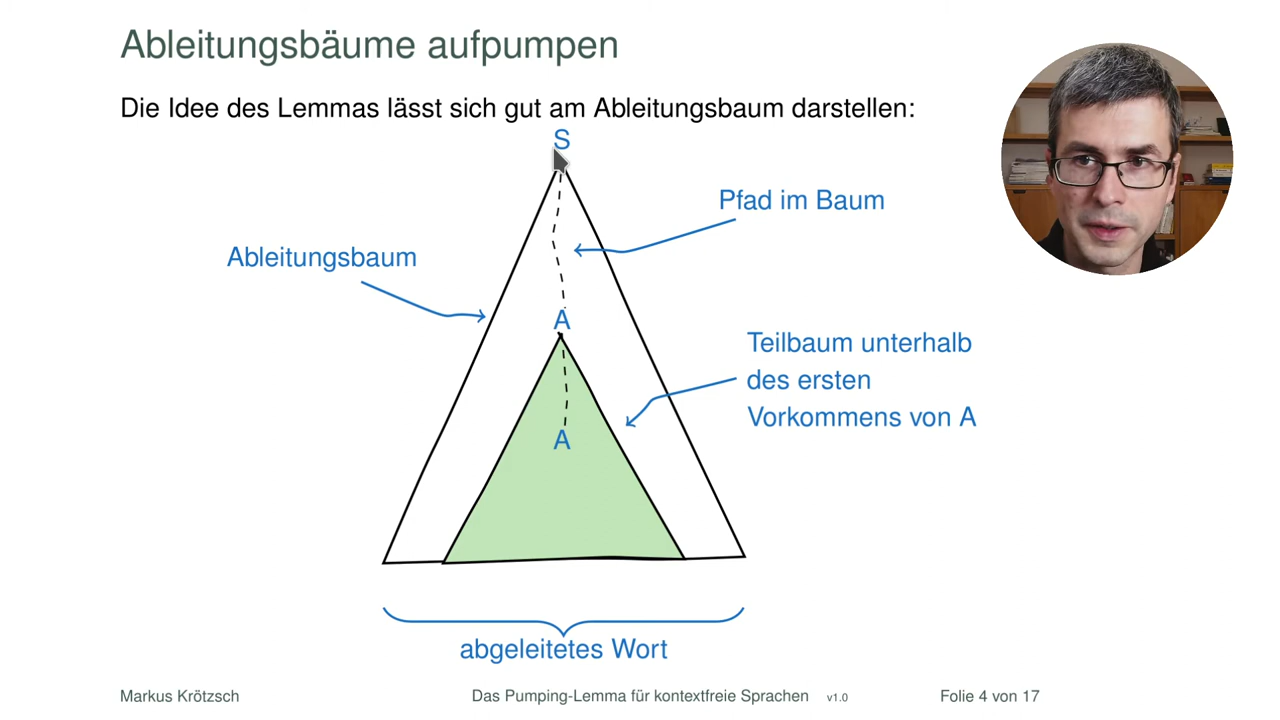 Ableitungsbäume aufpumpen
Die Idee des Lemmas lässt sich gut am Ableitungsbaum darstellen:
S
Pfad im Baum
Ableitungsbaum
A
Teilbaum unterhalb
des ersten
Vorkommens von A
A
abgeleitetes Wort
Markus Krötzsch
Das Pumping-Lemma für kontextfreie Sprachen
v1.0
Folie 4 von 17